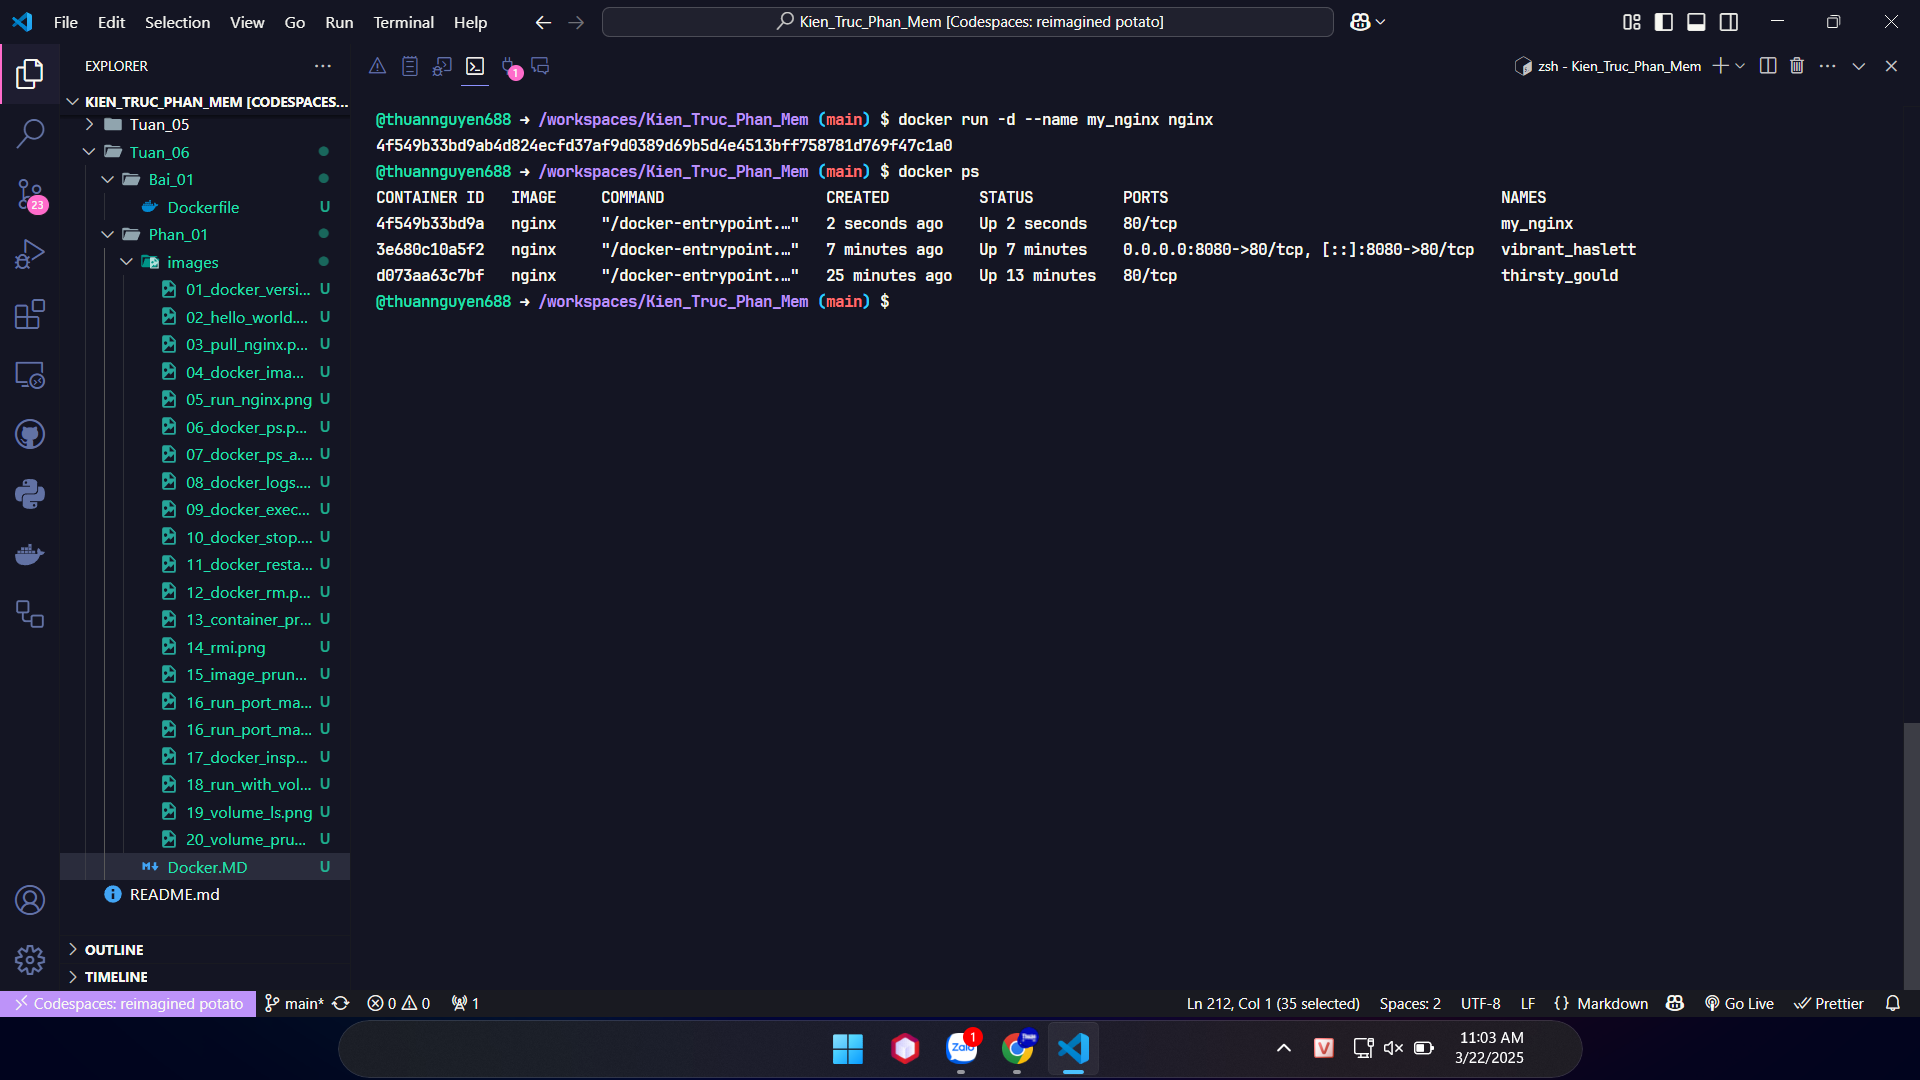 File Edit Selection View Go Run Terminal Help
Kien_Truc_Phan_Mem [Codespaces: reimagined potato]
EXPLORER
1
zsh - Kien_Truc_Phan_Mem
KIEN_TRUC_PHAN_MEM [CODESPACES...
Tuan_05
Tuan_06
Bai_01
Dockerfile U
Phan_01
images
01_docker_versi... U
02_hello_world.... U
03_pull_nginx.p... U
04_docker_ima... U
05_run_nginx.png U
06_docker_ps.p... U
07_docker_ps_a.... U
08_docker_logs.... U
09_docker_exec... U
10_docker_stop.... U
11_docker_resta... U
12_docker_rm.p... U
13_container_pr... U
14_rmi.png U
15_image_prun... U
16_run_port_ma... U
16_run_port_ma... U
17_docker_insp... U
18_run_with_vol... U
19_volume_ls.png U
20_volume_pru... U
Docker.MD U
README.md
OUTLINE
TIMELINE
23
@thuannguyen688 → /workspaces/Kien_Truc_Phan_Mem (main) $ docker run -d --name my_nginx nginx
4f549b33bd9ab4d824ecfd37af9d0389d69b5d4e4513bff758781d769f47c1a0
@thuannguyen688 → /workspaces/Kien_Truc_Phan_Mem (main) $ docker ps
CONTAINER ID IMAGE COMMAND CREATED STATUS PORTS NAMES
4f549b33bd9a nginx "/docker-entrypoint.…" 2 seconds ago Up 2 seconds 80/tcp my_nginx
3e680c10a5f2 nginx "/docker-entrypoint.…" 7 minutes ago Up 7 minutes 0.0.0.0:8080->80/tcp, [::]:8080->80/tcp vibrant_haslett
d073aa63c7bf nginx "/docker-entrypoint.…" 25 minutes ago Up 13 minutes 80/tcp thirsty_gould
@thuannguyen688 → /workspaces/Kien_Truc_Phan_Mem (main) $
Codespaces: reimagined potato main* 0 0 1 Ln 212, Col 1 (35 selected) Spaces: 2 UTF-8 LF {} Markdown Go Live Prettier
Zalo 1 V 11:03 AM
3/22/2025